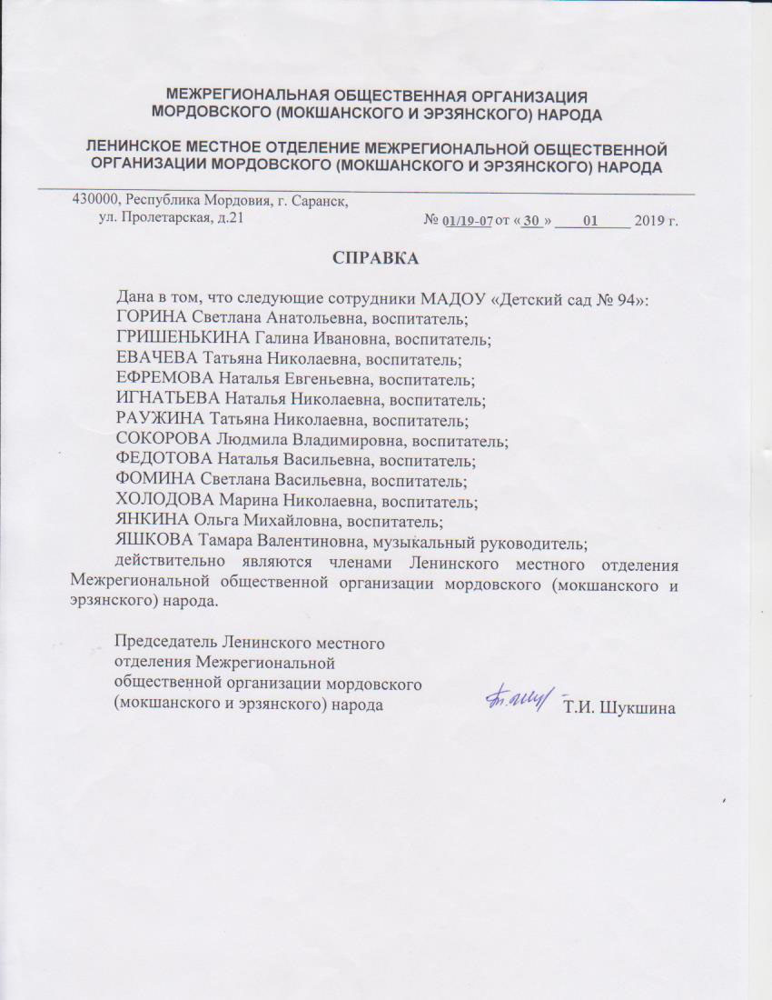 МЕЖРЕГИОНАЛЬНАЯ ОБЩЕСТВЕННАЯ ОРГАНИЗАЦИЯ
МОРДОВСКОГО (МОКШАНСКОГО И ЭРЗЯНСКОГО) НАРОДА
ЛЕНИНСКОЕ МЕСТНОЕ ОТДЕЛЕНИЕ МЕЖРЕГИОНАЛЬНОЙ ОБЩЕСТВЕННОЙ
ОРГАНИЗАЦИИ МОРДОВСКОГО (МОКШАНСКОГО И ЭРЗЯНСКОГО) НАРОДА
430000, Республика Мордовия, г. Саранск,
ул. Пролетарская, д.21
№ 01/19-07 от «30_» ____01____ 2019 г.
СПРАВКА
Дана в том, что следующие сотрудники МАДОУ «Детский сад № 94»:
ГОРИНА Светлана Анатольевна, воспитатель;
ГРИШЕНЬКИНА Галина Ивановна, воспитатель;
ЕВАЧЕВА Татьяна Николаевна, воспитатель;
ЕФРЕМОВА Наталья Евгеньевна, воспитатель;
ИГНАТЬЕВА Наталья Николаевна, воспитатель;
РАУЖИНА Татьяна Николаевна, воспитатель;
СОКОРОВА Людмила Владимировна, воспитатель;
ФЕДОТОВА Наталья Васильевна, воспитатель;
ФОМИНА Светлана Васильевна, воспитатель;
ХОЛОДОВА Марина Николаевна, воспитатель;
ЯНКИНА Ольга Михайловна, воспитатель;
ЯШКОВА Тамара Валентиновна, музыкальный руководитель;
действительно являются членами Ленинского местного отделения
Межрегиональной общественной организации мордовского (мокшанского и
эрзянского) народа.
Председатель Ленинского местного
отделения Межрегиональной
общественной организации мордовского
(мокшанского и эрзянского) народа
Т.И. Шукшина